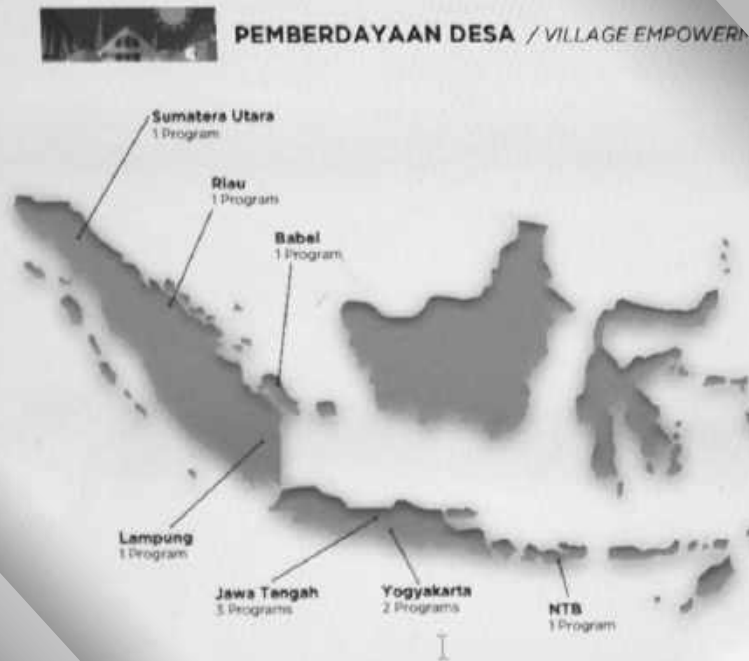 PEMBERDAYAAN DESA / VILLAGE EMPOWERM
Sumatera Utara
1 Program
Riau
1 Program
Babel
1 Program
Lampung
1 Program
Jawa Tengah
3 Programs
Yogyakarta
2 Programs
NTB
1 Program